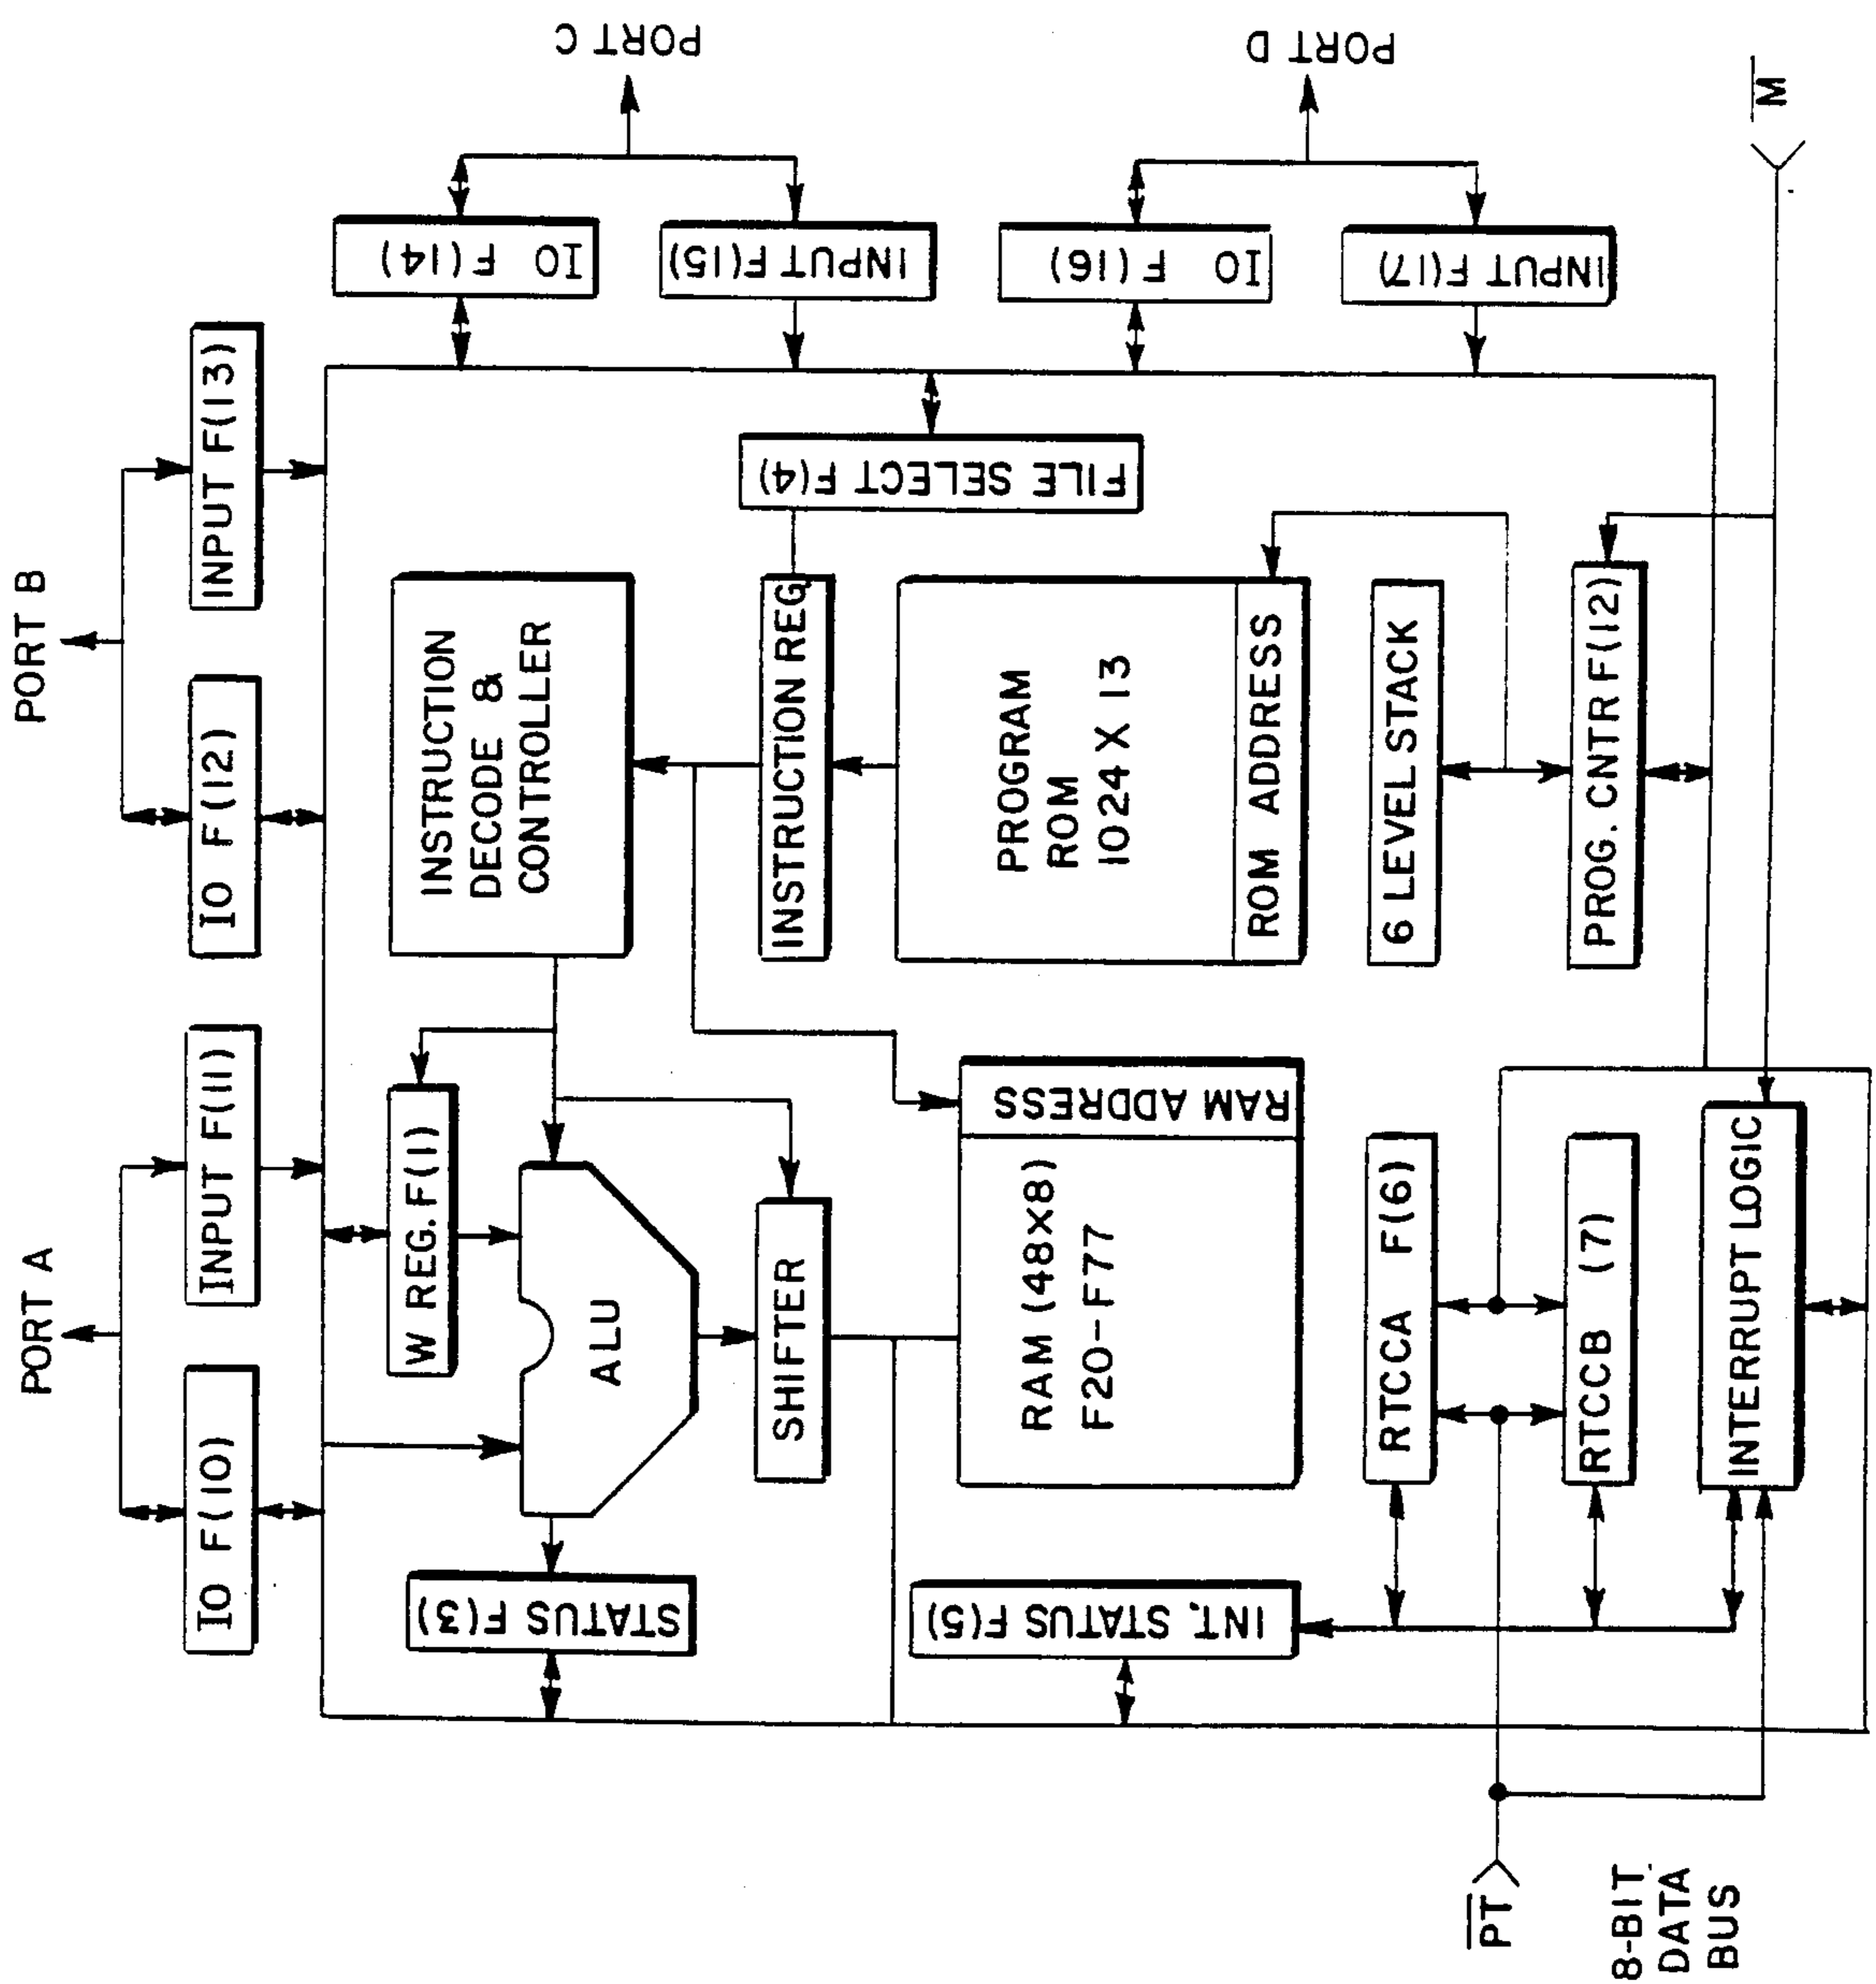 PORT A
PORT B
IO F(10)
INPUT F(11)
IO F(12)
INPUT F(13)
W REG. F(1)
STATUS F(3)
ALU
SHIFTER
INSTRUCTION
DECODE &
CONTROLLER
INSTRUCTION REG.
FILE SELECT F(4)
IO F(14)
INPUT F(15)
PORT C
IO F(16)
INPUT F(17)
PORT D
RAM (48X8)
F20-F77
RAM ADDRESS
PROGRAM
ROM
1024 X 13
ROM ADDRESS
INT. STATUS F(5)
RTCCA F(6)
RTCCB (7)
INTERRUPT LOGIC
6 LEVEL STACK
PROG. CNTR F(12)
PT
M
8-BIT
DATA
BUS